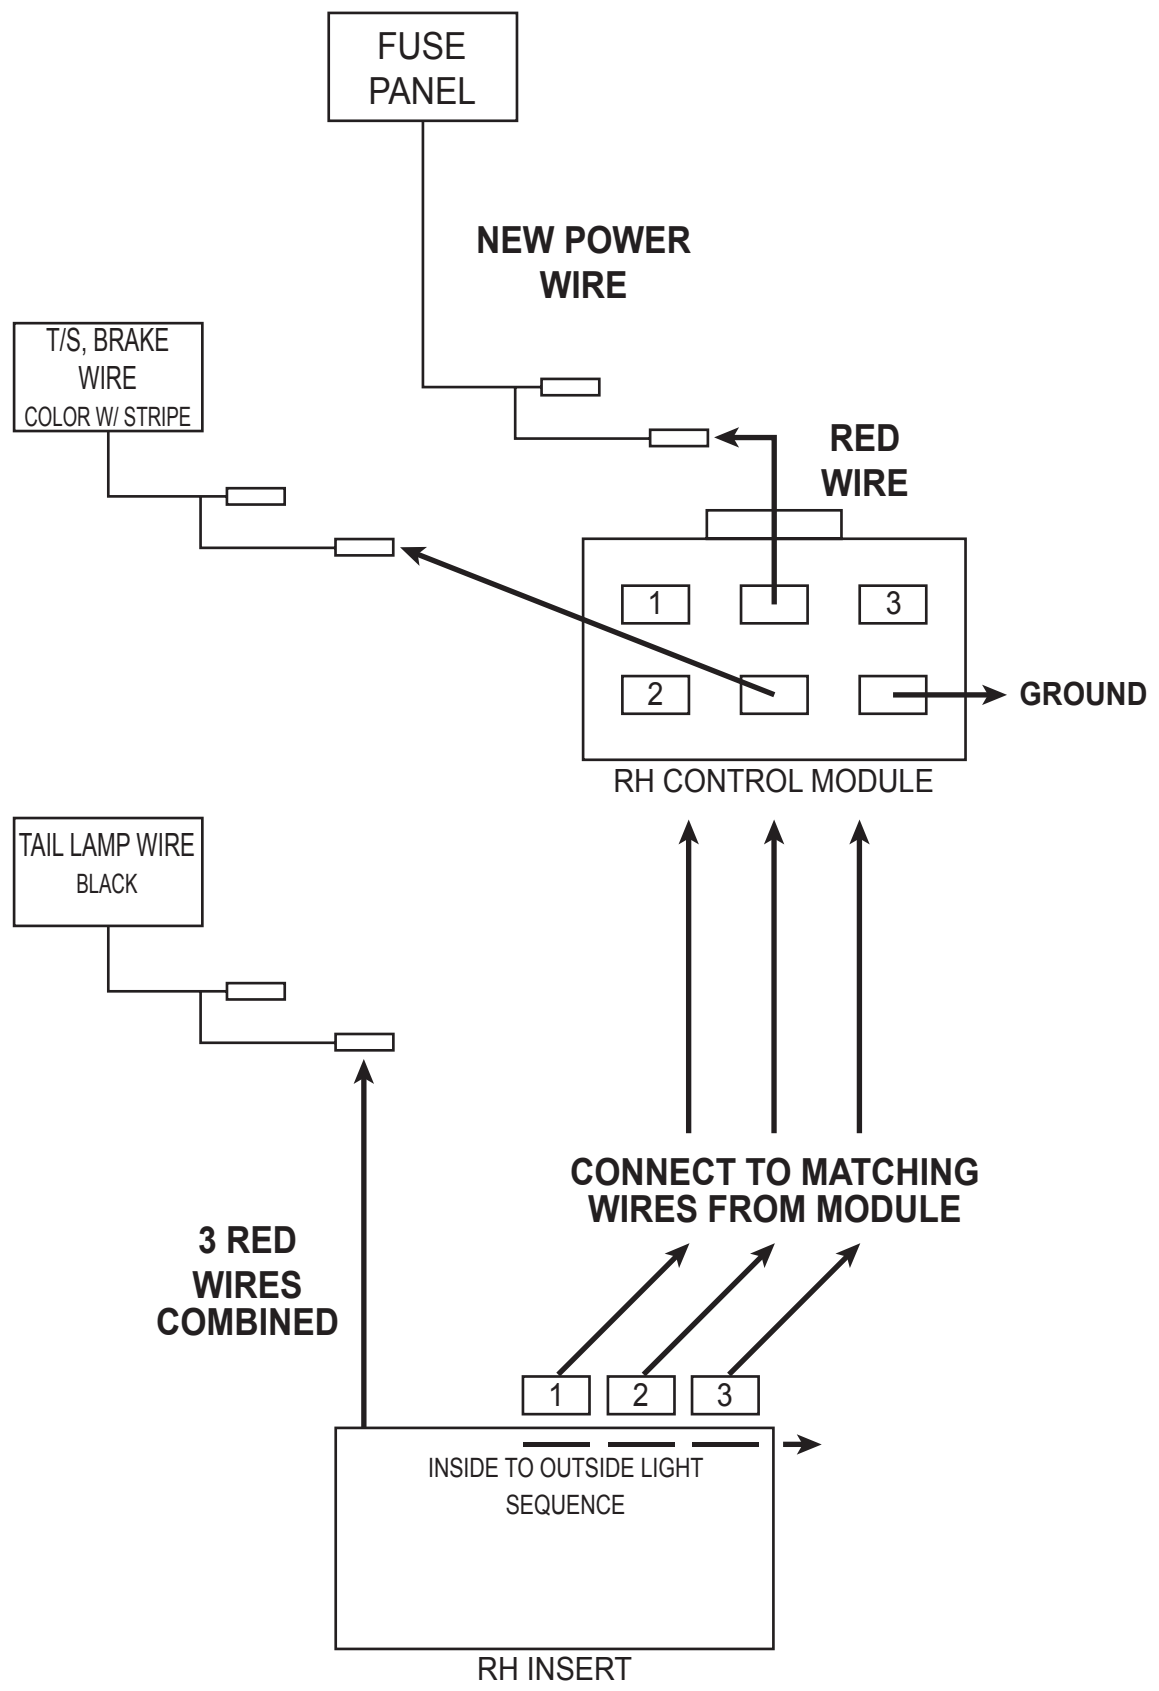 FUSE
PANEL
NEW POWER
WIRE
T/S, BRAKE
WIRE
COLOR W/ STRIPE
RED
WIRE
1
3
2
GROUND
RH CONTROL MODULE
TAIL LAMP WIRE
BLACK
CONNECT TO MATCHING
WIRES FROM MODULE
3 RED
WIRES
COMBINED
1 2 3
INSIDE TO OUTSIDE LIGHT
SEQUENCE
RH INSERT